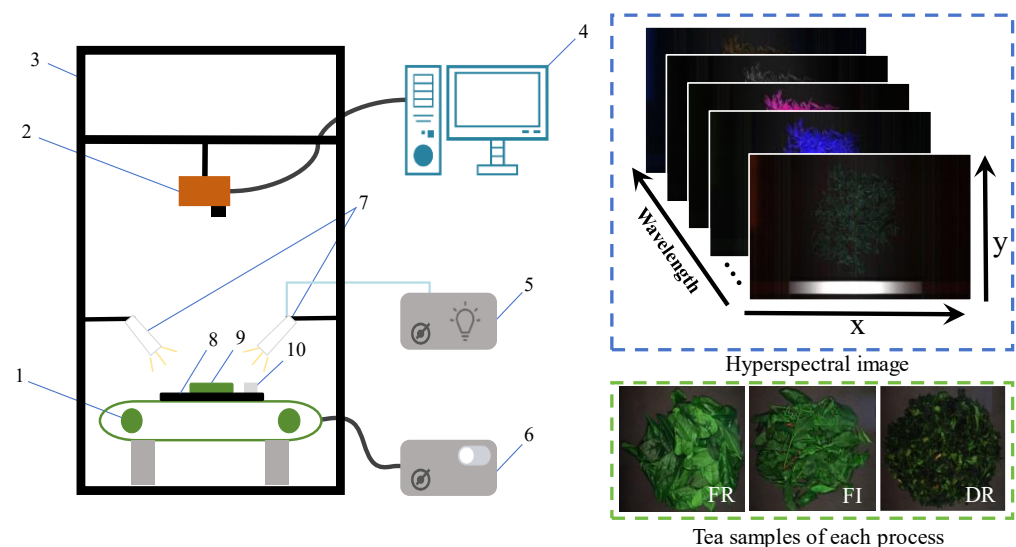 3
4
2
7
5
8
9
10
1
6
Wavelength
...
y
x
Hyperspectral image
FR
FI
DR
Tea samples of each process